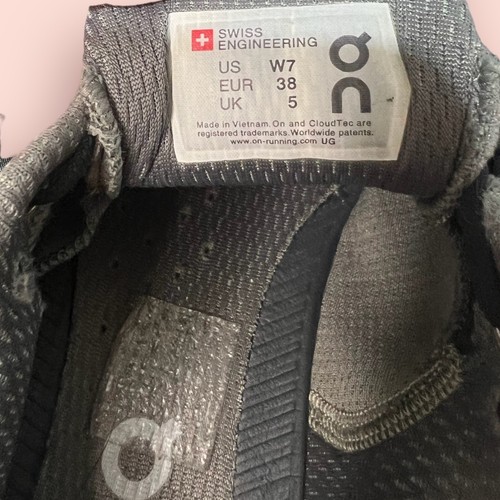 SWISS
ENGINEERING
US W7
EUR 38
UK 5
On
Made in Vietnam. On and CloudTec are
registered trademarks. Worldwide patents:
www.on-running.com UG